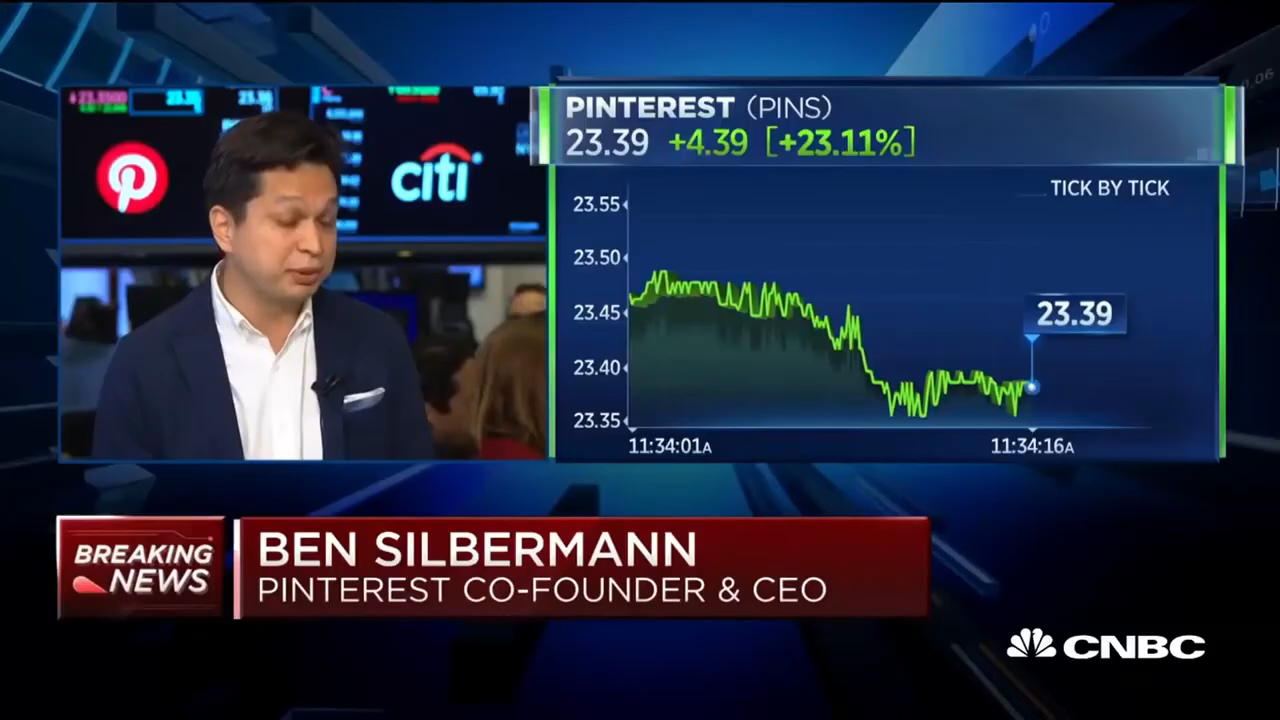 citi
PINTEREST (PINS)
23.39 +4.39 [+23.11%]
TICK BY TICK
23.55
23.50
23.45
23.40
23.35
23.39
11:34:01A
11:34:16A
BREAKING NEWS
BEN SILBERMANN
PINTEREST CO-FOUNDER & CEO
CNBC